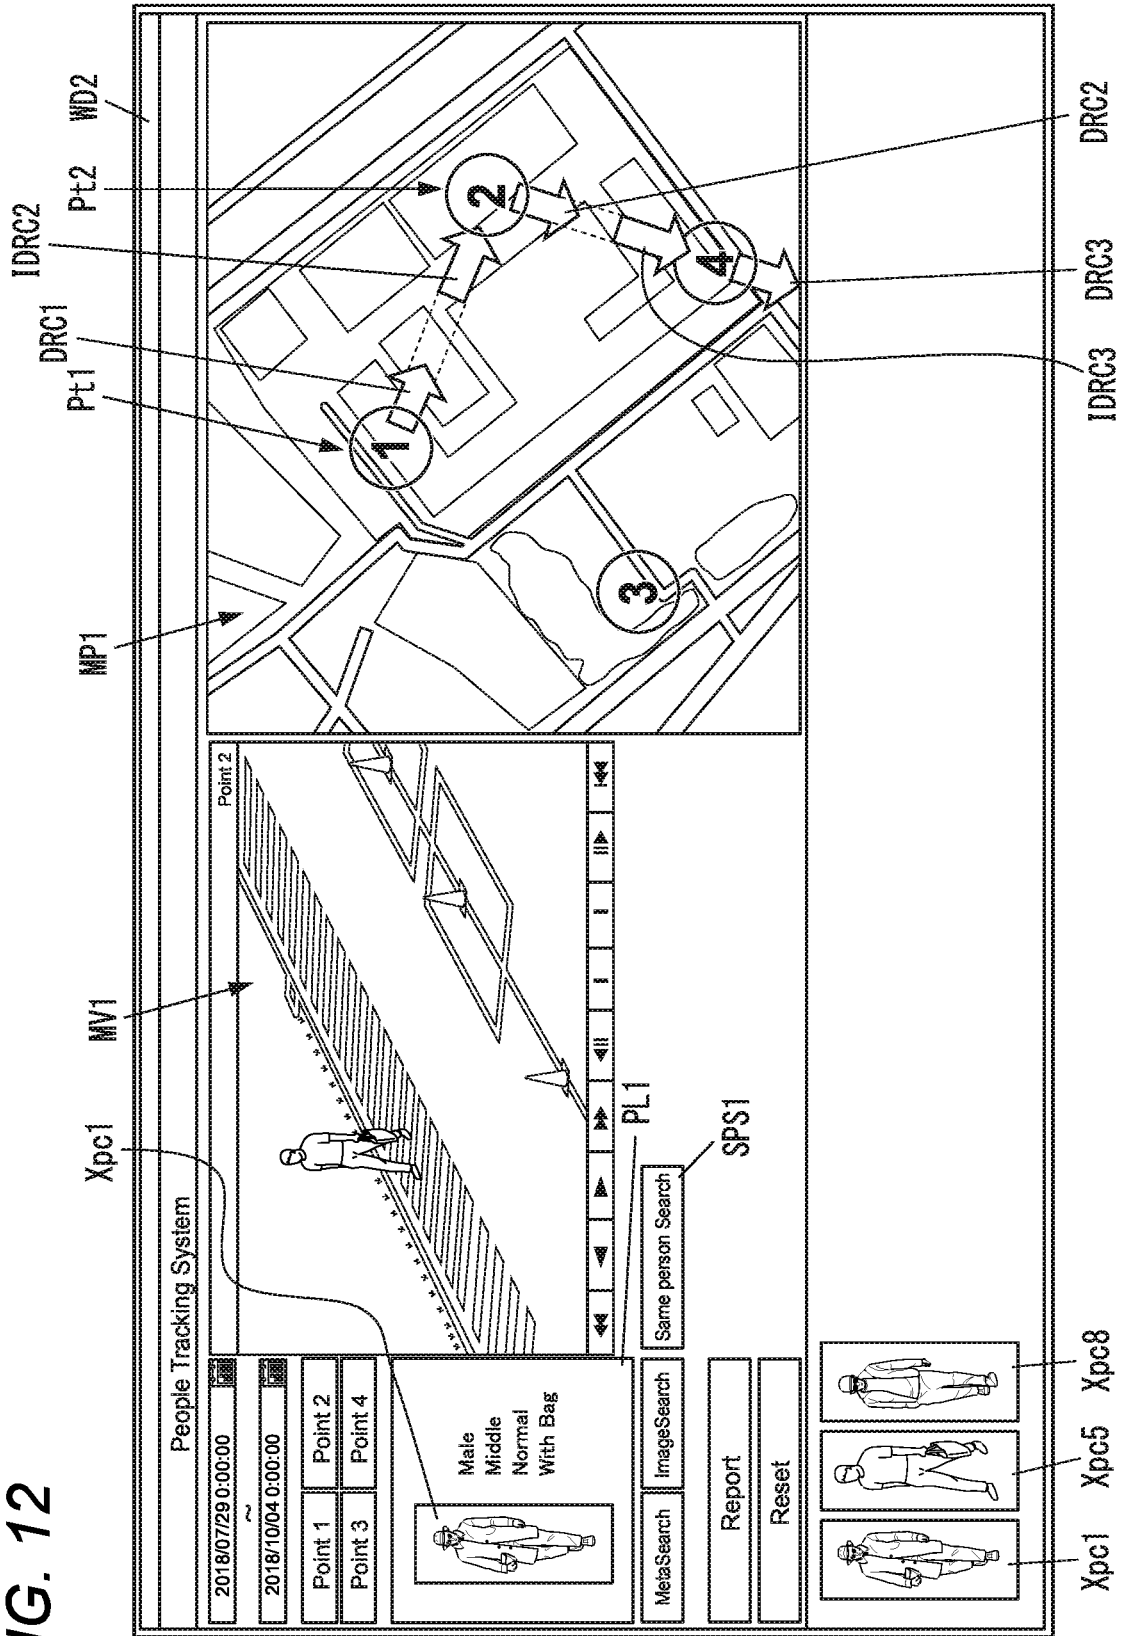 IG. 12
Xpc1
MV1
MP1
Pt1
DRC1
IDRC2
Pt2
WD2
People Tracking System
2018/07/29 0:00:00
~
2018/10/04 0:00:00
Point 1
Point 2
Point 3
Point 4
Point 2
Male
Middle
Normal
With Bag
MetaSearch
ImageSearch
Same person Search
Report
Reset
PL1
SPS1
1
2
3
4
IDRC3
DRC3
DRC2
Xpc1
Xpc5
Xpc8